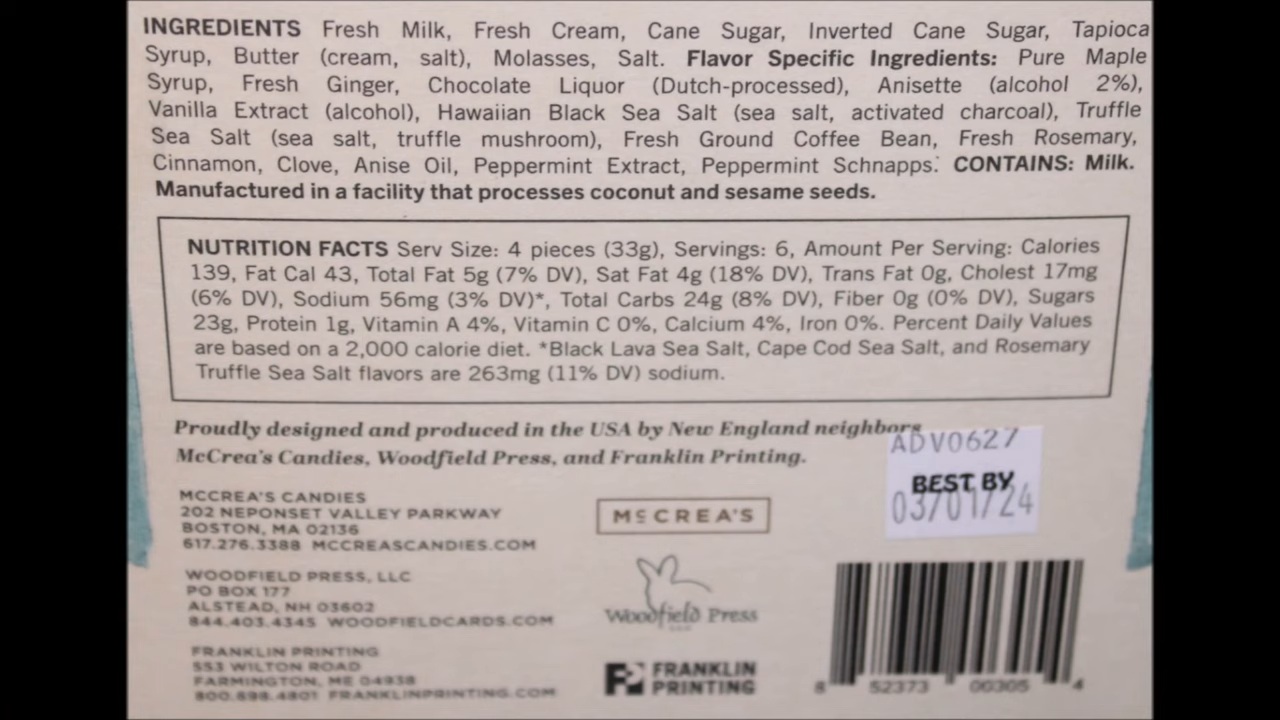 INGREDIENTS Fresh Milk, Fresh Cream, Cane Sugar, Inverted Cane Sugar, Tapioca
Syrup, Butter (cream, salt), Molasses, Salt. Flavor Specific Ingredients: Pure Maple
Syrup, Fresh Ginger, Chocolate Liquor (Dutch-processed), Anisette (alcohol 2%),
Vanilla Extract (alcohol), Hawaiian Black Sea Salt (sea salt, activated charcoal), Truffle
Sea Salt (sea salt, truffle mushroom), Fresh Ground Coffee Bean, Fresh Rosemary,
Cinnamon, Clove, Anise Oil, Peppermint Extract, Peppermint Schnapps. CONTAINS: Milk.
Manufactured in a facility that processes coconut and sesame seeds.
NUTRITION FACTS Serv Size: 4 pieces (33g), Servings: 6, Amount Per Serving: Calories
139, Fat Cal 43, Total Fat 5g (7% DV), Sat Fat 4g (18% DV), Trans Fat 0g, Cholest 17mg
(6% DV), Sodium 56mg (3% DV)*, Total Carbs 24g (8% DV), Fiber 0g (0% DV), Sugars
23g, Protein 1g, Vitamin A 4%, Vitamin C 0%, Calcium 4%, Iron 0%. Percent Daily Values
are based on a 2,000 calorie diet. *Black Lava Sea Salt, Cape Cod Sea Salt, and Rosemary
Truffle Sea Salt flavors are 263mg (11% DV) sodium.
Proudly designed and produced in the USA by New England neighbors
McCrea's Candies, Woodfield Press, and Franklin Printing.
ADV0627
BEST BY
03/01/24
MCCREA'S CANDIES
202 NEPONSET VALLEY PARKWAY
BOSTON, MA 02136
617.276.3388 MCCREASCANDIES.COM
McCREA'S
WOODFIELD PRESS, LLC
PO BOX 177
ALSTEAD, NH 03602
844.403.4345 WOODFIELDCARDS.COM
Woodfield Press
FRANKLIN PRINTING
553 WILTON ROAD
FARMINGTON, ME 04938
800.898.4801 FRANKLINPRINTING.COM
FRANKLIN
PRINTING
8 52373 00305 4